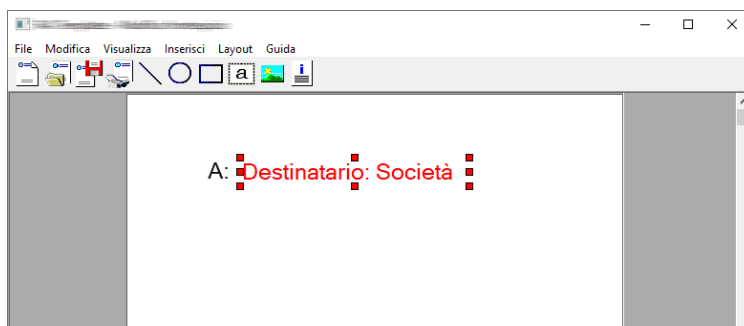 File Modifica Visualizza Inserisci Layout Guida
a
A: Destinatario: Società